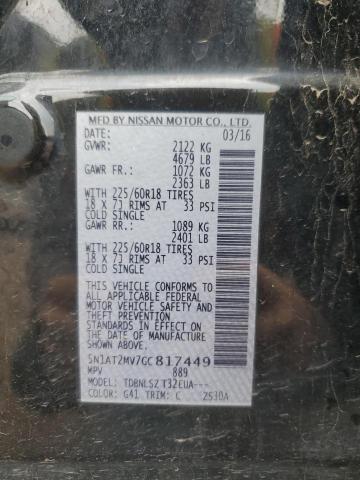 MFD BY NISSAN MOTOR CO., LTD.
DATE: 03/16
GVWR: 2122 KG
4679 LB
GAWR FR.: 1072 KG
2363 LB
WITH 225/60R18 TIRES
18 X 7J RIMS AT 33 PSI
COLD SINGLE
GAWR RR.: 1089 KG
2401 LB
WITH 225/60R18 TIRES
18 X 7J RIMS AT 33 PSI
COLD SINGLE
THIS VEHICLE CONFORMS TO
ALL APPLICABLE FEDERAL
MOTOR VEHICLE SAFETY
AND THEFT PREVENTION
STANDARDS IN EFFECT ON
THE DATE OF MANUFACTURE
SHOWN ABOVE.
5N1AT2MV7GC817449
MPV 889
MODEL: TDBNLSZ T32EUA---
COLOR: G41 TRIM: C 2530A